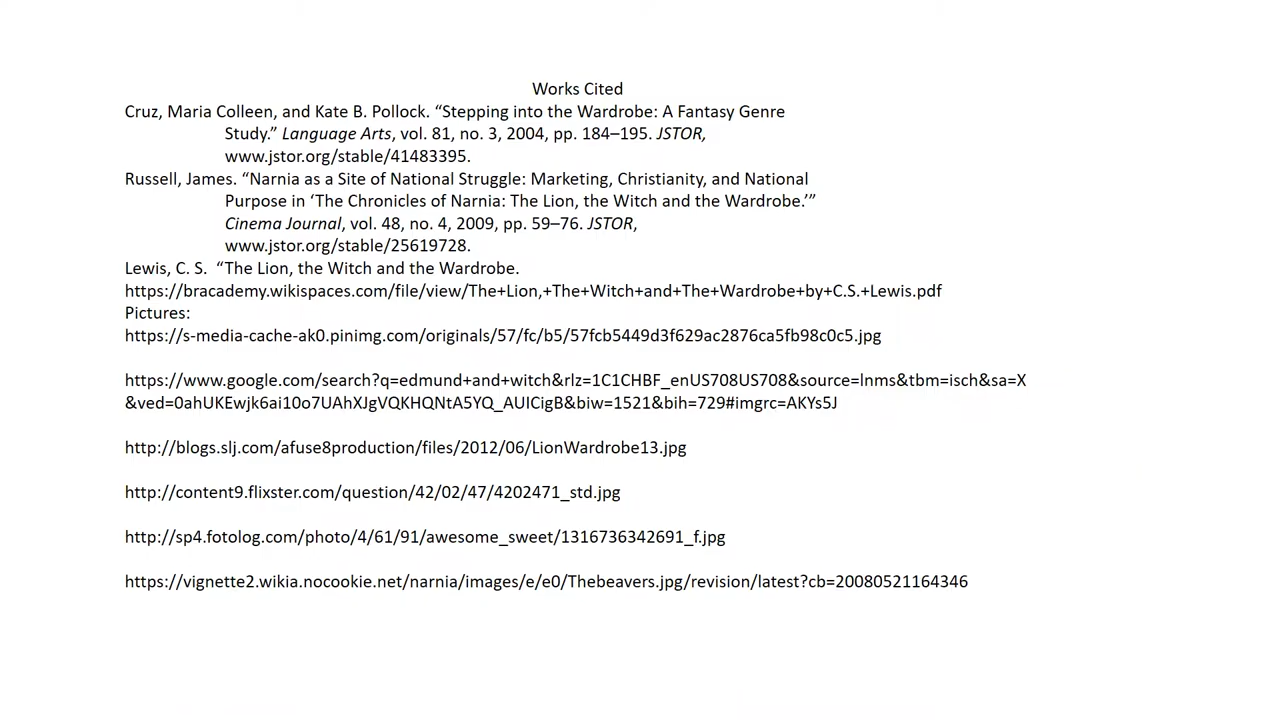 Works Cited
Cruz, Maria Colleen, and Kate B. Pollock. “Stepping into the Wardrobe: A Fantasy Genre
Study.” Language Arts, vol. 81, no. 3, 2004, pp. 184–195. JSTOR,
www.jstor.org/stable/41483395.
Russell, James. “Narnia as a Site of National Struggle: Marketing, Christianity, and National
Purpose in ‘The Chronicles of Narnia: The Lion, the Witch and the Wardrobe.’”
Cinema Journal, vol. 48, no. 4, 2009, pp. 59–76. JSTOR,
www.jstor.org/stable/25619728.
Lewis, C. S.  “The Lion, the Witch and the Wardrobe.
https://bracademy.wikispaces.com/file/view/The+Lion,+The+Witch+and+The+Wardrobe+by+C.S.+Lewis.pdf
Pictures:
https://s-media-cache-ak0.pinimg.com/originals/57/fc/b5/57fcb5449d3f629ac2876ca5fb98c0c5.jpg
https://www.google.com/search?q=edmund+and+witch&rlz=1C1CHBF_enUS708US708&source=lnms&tbm=isch&sa=X
&ved=0ahUKEwjk6ai10o7UAhXJgVQKHQNtA5YQ_AUICigB&biw=1521&bih=729#imgrc=AKYs5J
http://blogs.slj.com/afuse8production/files/2012/06/LionWardrobe13.jpg
http://content9.flixster.com/question/42/02/47/4202471_std.jpg
http://sp4.fotolog.com/photo/4/61/91/awesome_sweet/1316736342691_f.jpg
https://vignette2.wikia.nocookie.net/narnia/images/e/e0/Thebeavers.jpg/revision/latest?cb=20080521164346